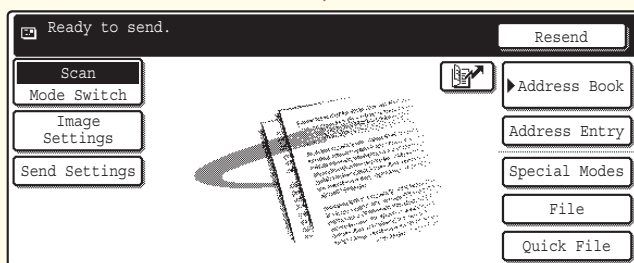 Ready to send.
Resend
Scan
Mode Switch
Address Book
Image
Settings
Address Entry
Send Settings
Special Modes
File
Quick File